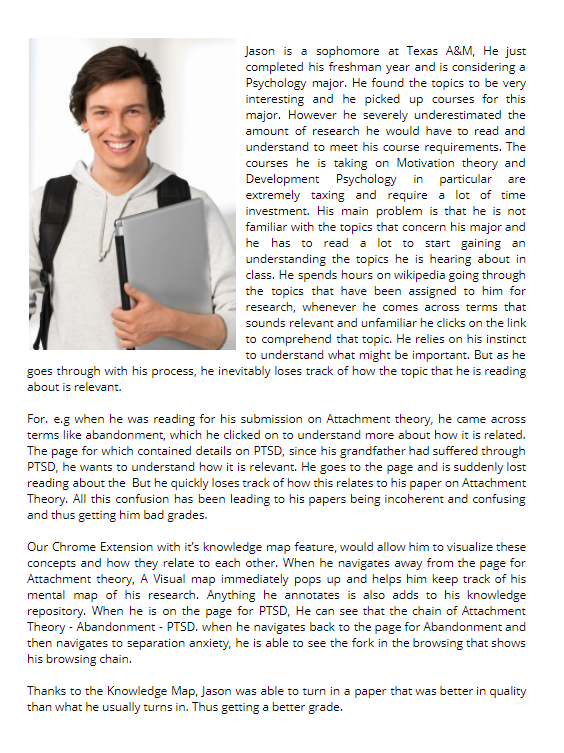 Jason is a sophomore at Texas A&M, He just
completed his freshman year and is considering a
Psychology major. He found the topics to be very
interesting and he picked up courses for this
major. However he severely underestimated the
amount of research he would have to read and
understand to meet his course requirements. The
courses he is taking on Motivation theory and
Development Psychology in particular are
extremely taxing and require a lot of time
investment. His main problem is that he is not
familiar with the topics that concern his major and
he has to read a lot to start gaining an
understanding the topics he is hearing about in
class. He spends hours on wikipedia going through
the topics that have been assigned to him for
research, whenever he comes across terms that
sounds relevant and unfamiliar he clicks on the link
to comprehend that topic. He relies on his instinct
to understand what might be important. But as he
goes through with his process, he inevitably loses track of how the topic that he is reading
about is relevant.
For. e.g when he was reading for his submission on Attachment theory, he came across
terms like abandonment, which he clicked on to understand more about how it is related.
The page for which contained details on PTSD, since his grandfather had suffered through
PTSD, he wants to understand how it is relevant. He goes to the page and is suddenly lost
reading about the But he quickly loses track of how this relates to his paper on Attachment
Theory. All this confusion has been leading to his papers being incoherent and confusing
and thus getting him bad grades.
Our Chrome Extension with it's knowledge map feature, would allow him to visualize these
concepts and how they relate to each other. When he navigates away from the page for
Attachment theory, A Visual map immediately pops up and helps him keep track of his
mental map of his research. Anything he annotates is also adds to his knowledge
repository. When he is on the page for PTSD, He can see that the chain of Attachment
Theory - Abandonment - PTSD. when he navigates back to the page for Abandonment and
then navigates to separation anxiety, he is able to see the fork in the browsing that shows
his browsing chain.
Thanks to the Knowledge Map, Jason was able to turn in a paper that was better in quality
than what he usually turns in. Thus getting a better grade.